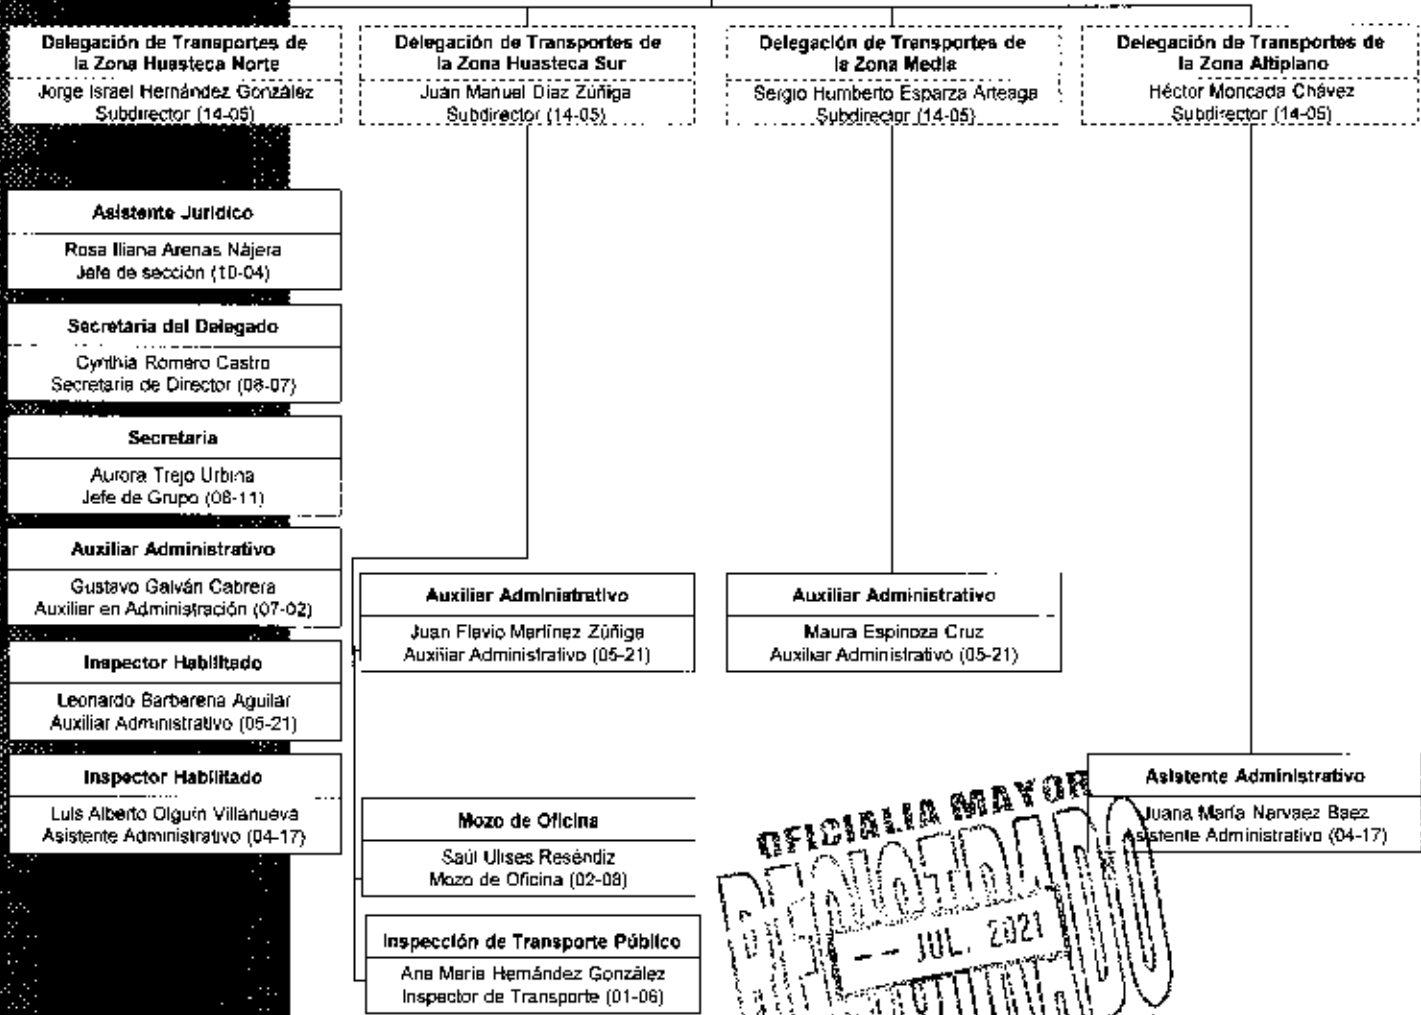 Delegación de Transportes de
la Zona Huasteca Norte
Jorge Israel Hernández González
Subdirector (14-05)
Delegación de Transportes de
la Zona Huasteca Sur
Juan Manuel Díaz Zúñiga
Subdirector (14-05)
Delegación de Transportes de
la Zona Media
Sergio Humberto Esparza Arteaga
Subdirector (14-05)
Delegación de Transportes de
la Zona Altiplano
Héctor Moncada Chávez
Subdirector (14-05)
Asistente Jurídico
Rosa Iliana Arenas Nájera
Jefe de sección (10-04)
Secretaria del Delegado
Cynthia Romero Castro
Secretaria de Director (08-07)
Secretaria
Aurora Trejo Urbina
Jefe de Grupo (06-11)
Auxiliar Administrativo
Gustavo Galván Cabrera
Auxiliar en Administración (07-02)
Inspector Habilitado
Leonardo Barberena Aguilar
Auxiliar Administrativo (05-21)
Inspector Habilitado
Luis Alberto Olguín Villanueva
Asistente Administrativo (04-17)
Auxiliar Administrativo
Juan Flavio Martínez Zúñiga
Auxiliar Administrativo (05-21)
Mozo de Oficina
Saúl Ulises Reséndiz
Mozo de Oficina (02-08)
Inspección de Transporte Público
Ana María Hernández González
Inspector de Transporte (01-06)
Auxiliar Administrativo
Maura Espinoza Cruz
Auxiliar Administrativo (05-21)
Asistente Administrativo
Juana María Narvaez Baez
Asistente Administrativo (04-17)
OFICIALIA MAYOR
-- JUL. 2021